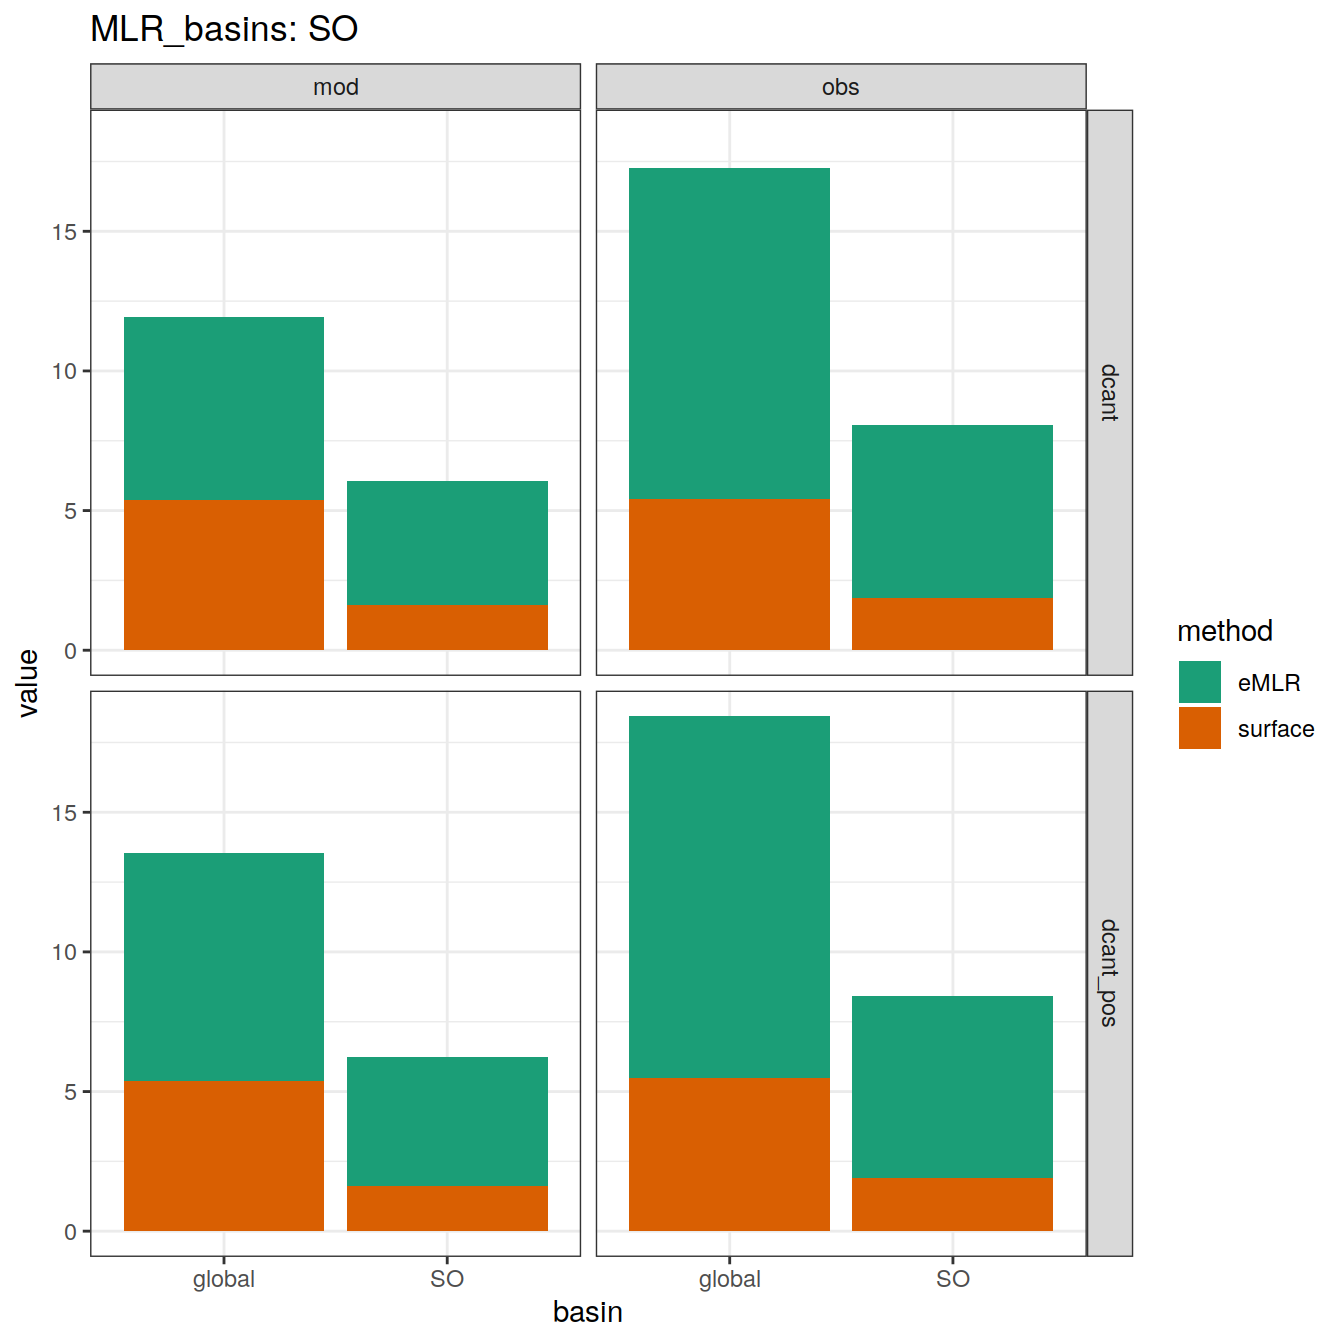 MLR_basins: SO
mod
obs
15
10
5
0
dcant
15
10
5
0
dcant_pos
value
global
SO
global
SO
basin
method
eMLR
surface